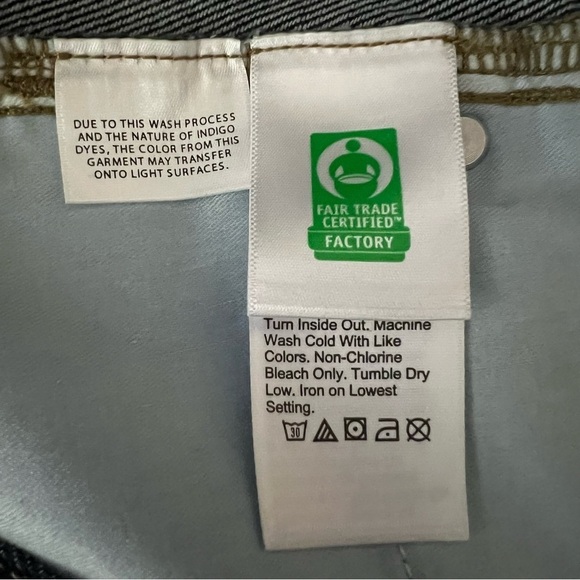 DUE TO THIS WASH PROCESS
AND THE NATURE OF INDIGO
DYES, THE COLOR FROM THIS
GARMENT MAY TRANSFER
ONTO LIGHT SURFACES.
FAIR TRADE
CERTIFIED™
FACTORY
Turn Inside Out. Machine
Wash Cold With Like
Colors. Non-Chlorine
Bleach Only. Tumble Dry
Low. Iron on Lowest
Setting.
30